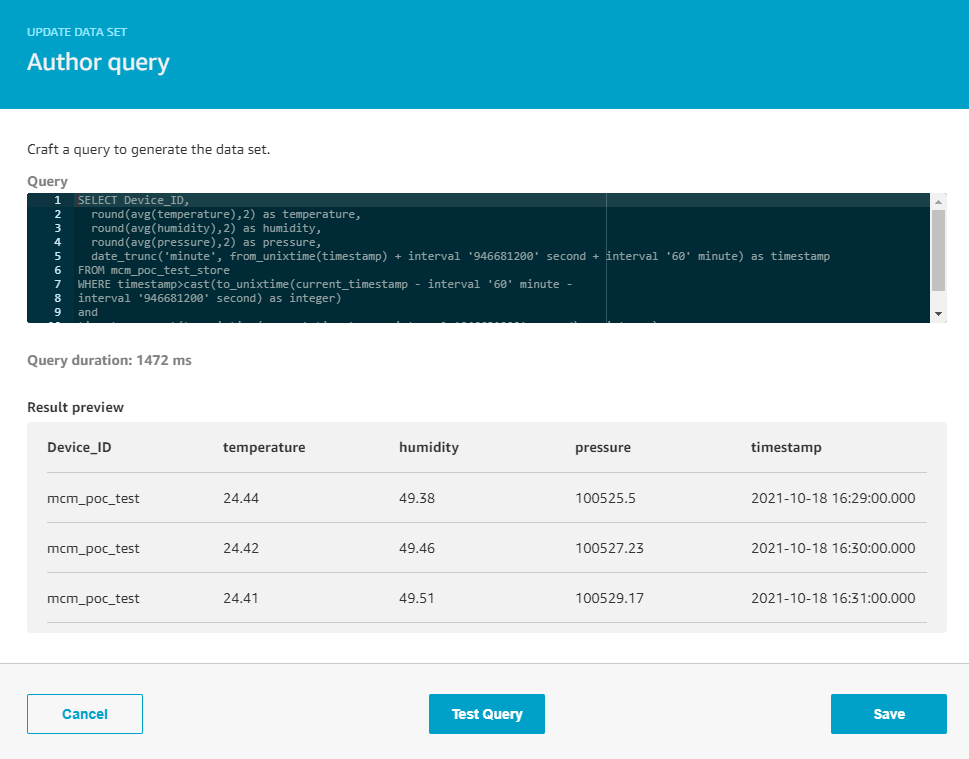 UPDATE DATA SET
Author query
Craft a query to generate the data set.
Query
1 SELECT Device_ID,
2 round(avg(temperature),2) as temperature,
3 round(avg(humidity),2) as humidity,
4 round(avg(pressure),2) as pressure,
5 date_trunc('minute', from_unixtime(timestamp) + interval '946681200' second + interval '60' minute) as timestamp
6 FROM mcm_poc_test_store
7 WHERE timestamp>cast(to_unixtime(current_timestamp - interval '60' minute -
8 interval '946681200' second) as integer)
9 and
Query duration: 1472 ms
Result preview
Device_ID temperature humidity pressure timestamp
mcm_poc_test 24.44 49.38 100525.5 2021-10-18 16:29:00.000
mcm_poc_test 24.42 49.46 100527.23 2021-10-18 16:30:00.000
mcm_poc_test 24.41 49.51 100529.17 2021-10-18 16:31:00.000
Cancel Test Query Save